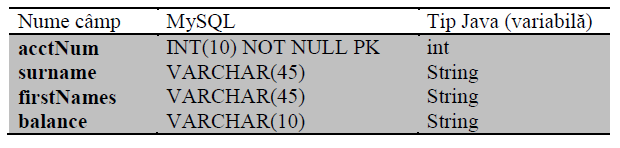 Nume câmp MySQL Tip Java (variabilă)
acctNum INT(10) NOT NULL PK int
surname VARCHAR(45) String
firstNames VARCHAR(45) String
balance VARCHAR(10) String